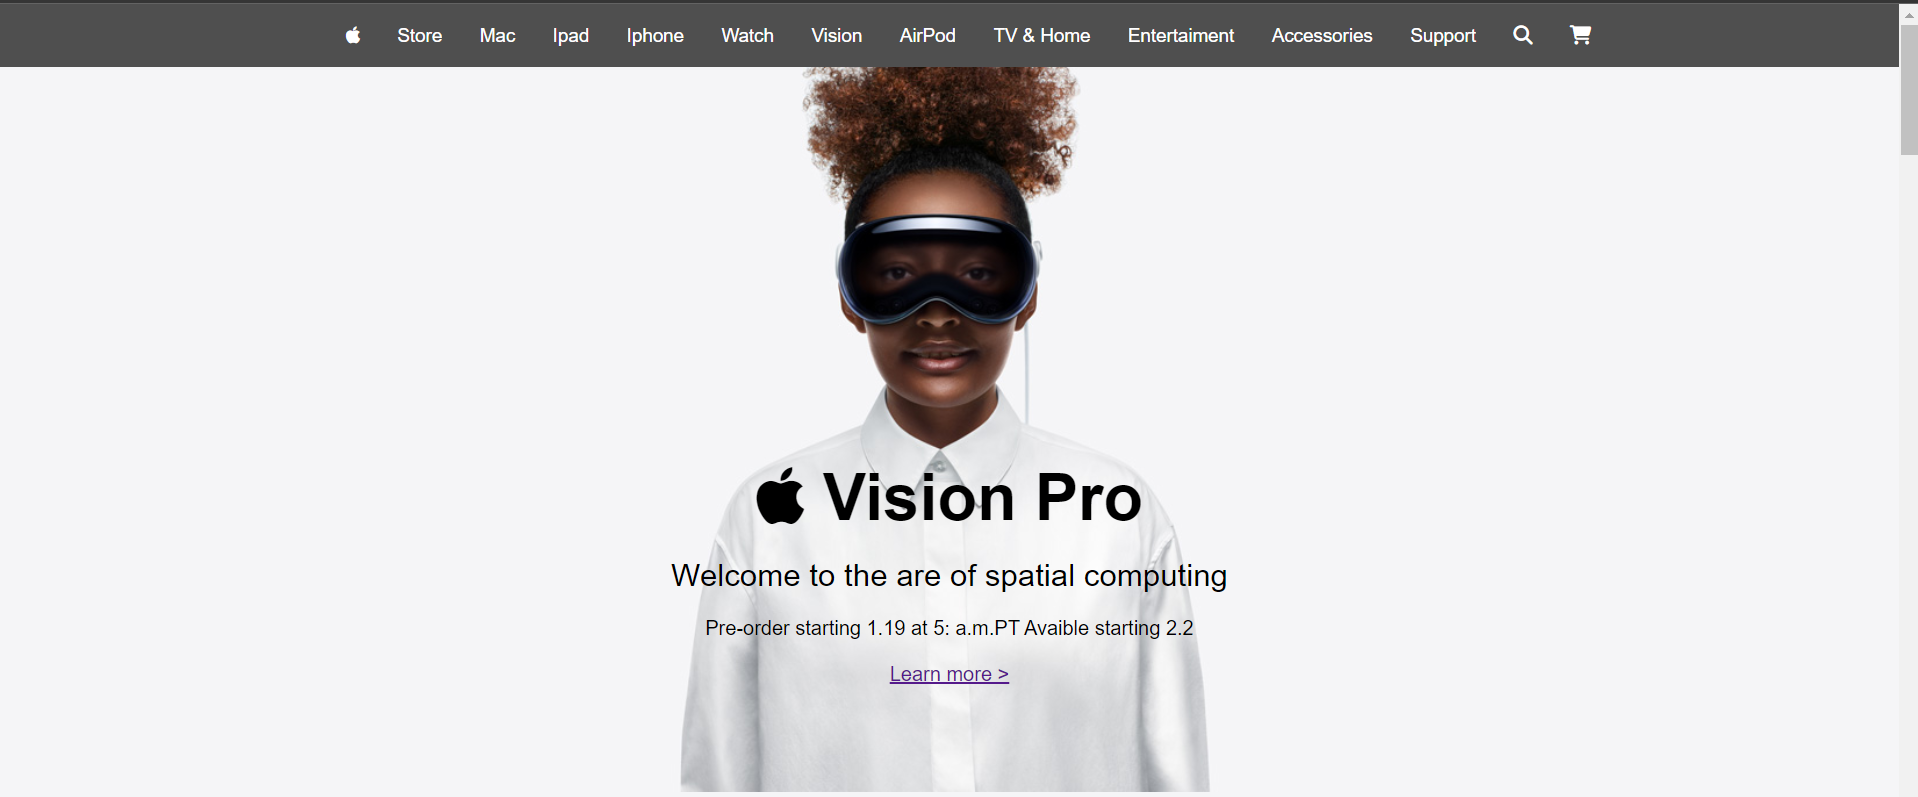 Store Mac Ipad Iphone Watch Vision AirPod TV & Home Entertaiment Accessories Support
Vision Pro
Welcome to the are of spatial computing
Pre-order starting 1.19 at 5: a.m.PT Avaible starting 2.2
Learn more >